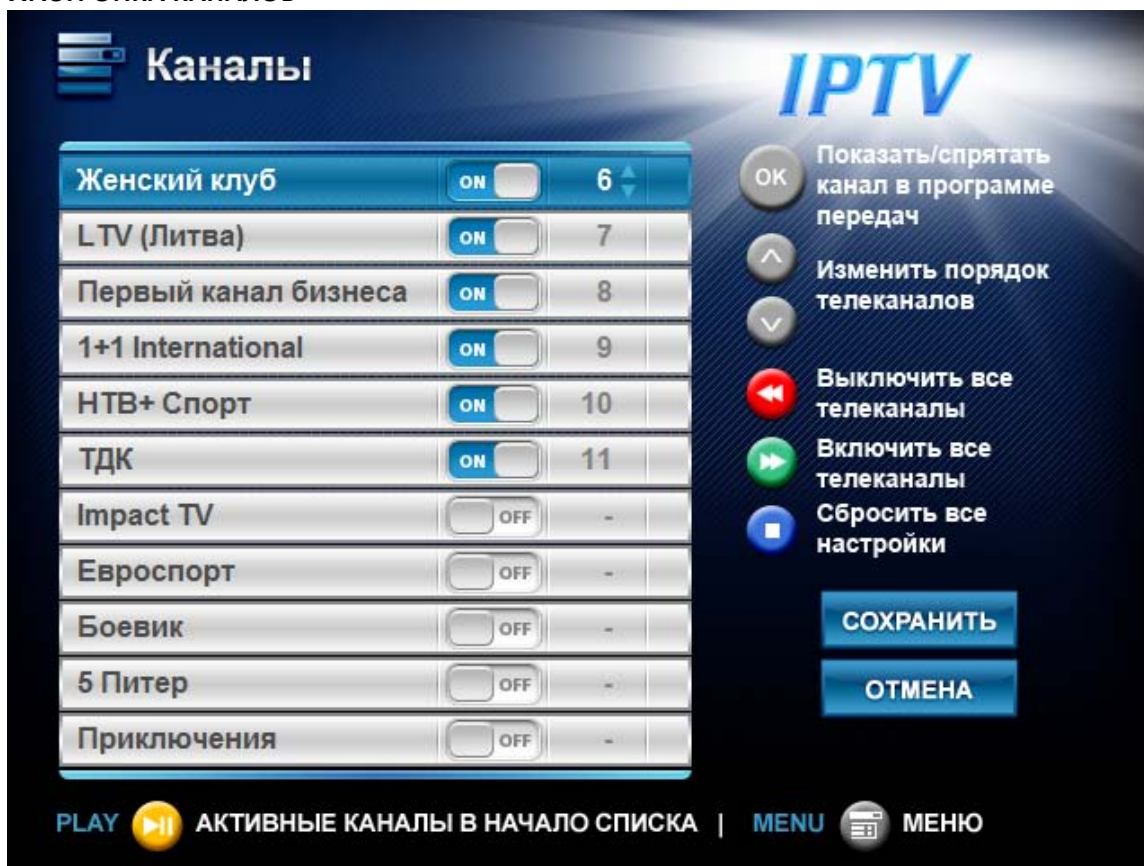 НАСТРОЙКА КАНАЛОВ
Каналы
IPTV
Женский клуб ON 6
LTV (Литва) ON 7
Первый канал бизнеса ON 8
1+1 International ON 9
НТВ+ Спорт ON 10
ТДК ON 11
Impact TV OFF -
Евроспорт OFF -
Боевик OFF -
5 Питер OFF -
Приключения OFF -
OK Показать/спрятать
канал в программе
передач
Изменить порядок
телеканалов
Выключить все
телеканалы
Включить все
телеканалы
Сбросить все
настройки
СОХРАНИТЬ
ОТМЕНА
PLAY АКТИВНЫЕ КАНАЛЫ В НАЧАЛО СПИСКА | MENU МЕНЮ